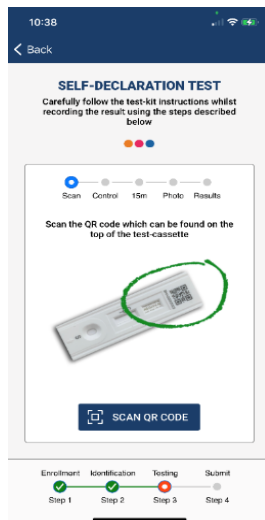 10:38
Back
SELF-DECLARATION TEST
Carefully follow the test-kit instructions whilst
recording the result using the steps described
below
Scan Control 15m Photo Results
Scan the QR code which can be found on the
top of the test-cassette
SCAN QR CODE
Enrollment Identification Testing Submit
Step 1 Step 2 Step 3 Step 4